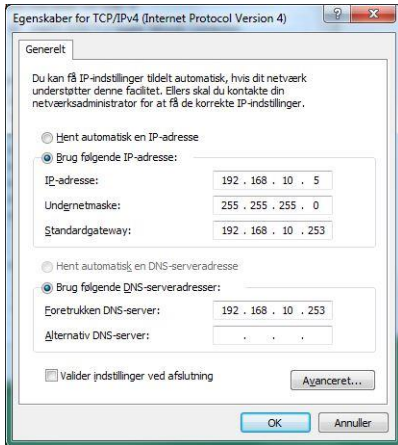 Egenskaber for TCP/IPv4 (Internet Protocol Version 4)
Generelt
Du kan få IP-indstillinger tildelt automatisk, hvis dit netværk
understøtter denne facilitet. Ellers skal du kontakte din
netværksadministrator for at få de korrekte IP-indstillinger.
Hent automatisk en IP-adresse
Brug følgende IP-adresse:
IP-adresse: 192 . 168 . 10 . 5
Undernetmaske: 255 . 255 . 255 . 0
Standardgateway: 192 . 168 . 10 . 253
Hent automatisk en DNS-serveradresse
Brug følgende DNS-serveradresser:
Foretrukken DNS-server: 192 . 168 . 10 . 253
Alternativ DNS-server: . . .
Valider indstillinger ved afslutning
Avanceret...
OK Annuller